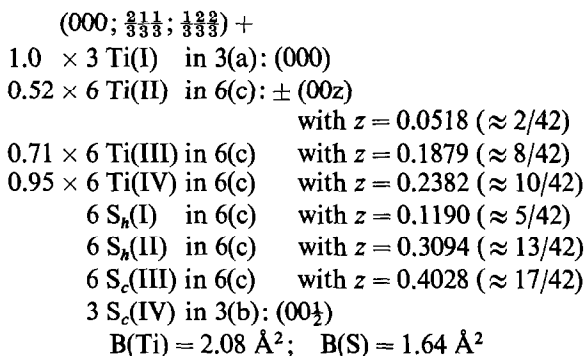 (000; 2/3 1/3 1/3; 1/3 2/3 2/3) +
1.0 × 3 Ti(I) in 3(a): (000)
0.52 × 6 Ti(II) in 6(c): ± (00z)
with z = 0.0518 (≈ 2/42)
0.71 × 6 Ti(III) in 6(c) with z = 0.1879 (≈ 8/42)
0.95 × 6 Ti(IV) in 6(c) with z = 0.2382 (≈ 10/42)
6 Sₕ(I) in 6(c) with z = 0.1190 (≈ 5/42)
6 Sₕ(II) in 6(c) with z = 0.3094 (≈ 13/42)
6 S_c(III) in 6(c) with z = 0.4028 (≈ 17/42)
3 S_c(IV) in 3(b): (00½)
B(Ti) = 2.08 Å²; B(S) = 1.64 Å²